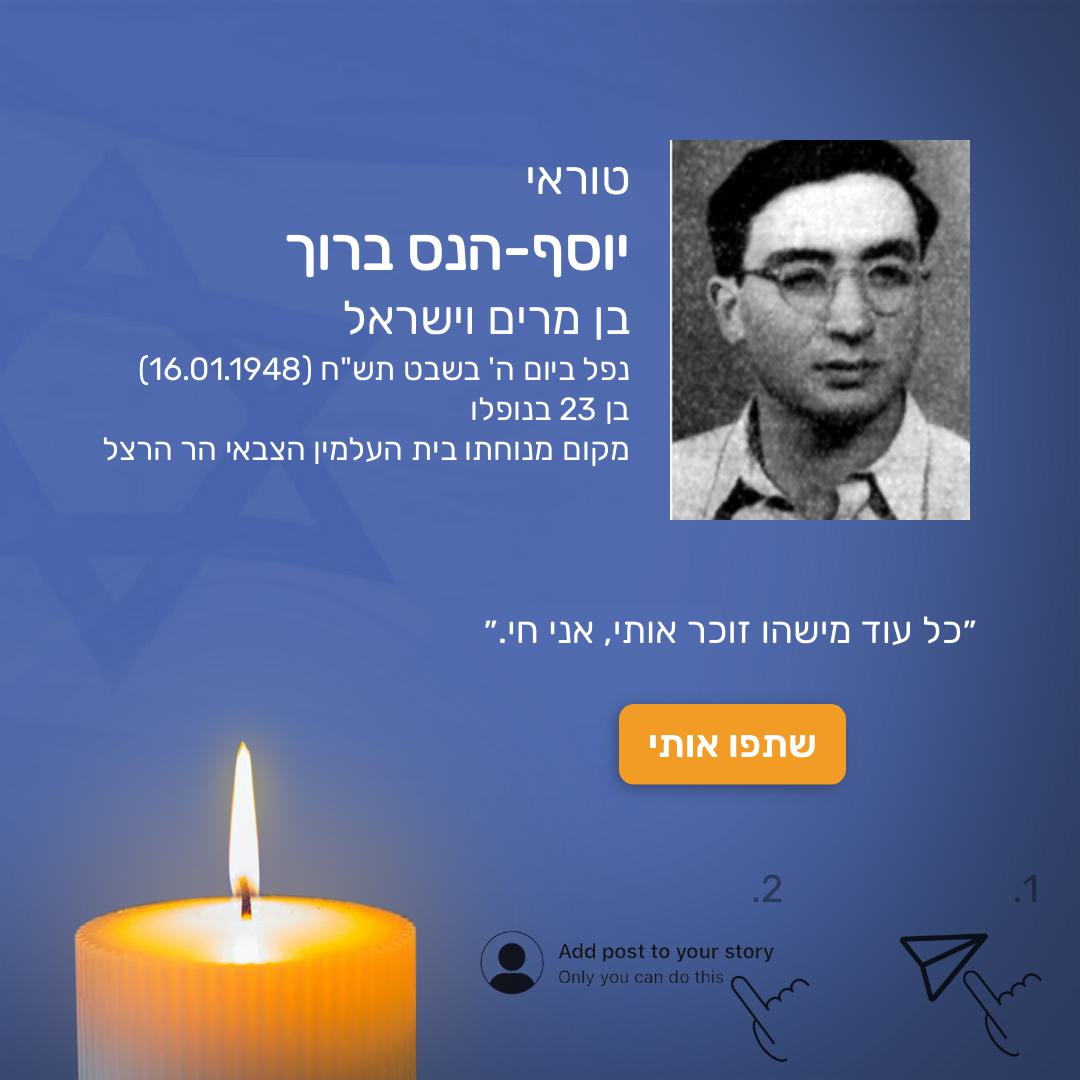 טוראי
יוסף-הנס ברוך
בן מרים וישראל
נפל ביום ה' בשבט תש"ח (16.01.1948)
בן 23 בנופלו
מקום מנוחתו בית העלמין הצבאי הר הרצל
״כל עוד מישהו זוכר אותי, אני חי.״
שתפו אותי
.1
.2
Add post to your story
Only you can do this